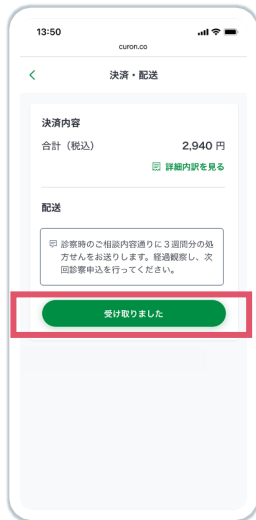 13:50
curon.co
決済・配送
決済内容
合計（税込） 2,940 円
詳細内訳を見る
配送
診察時のご相談内容通りに３週間分の処
方せんをお送りします。経過観察し、次
回診察申込を行ってください。
受け取りました